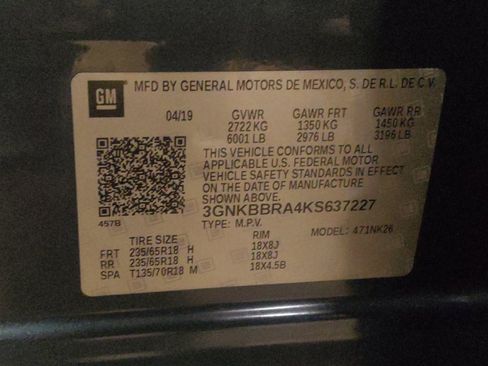 GM
MFD BY GENERAL MOTORS DE MEXICO, S. DE R.L. DE C.V.
04/19 GVWR GAWR FRT GAWR RR
2722 KG 1350 KG 1450 KG
6001 LB 2976 LB 3196 LB
THIS VEHICLE CONFORMS TO ALL
APPLICABLE U.S. FEDERAL MOTOR
VEHICLE SAFETY STANDARDS IN EFFECT
ON THE DATE OF MANUFACTURE
SHOWN ABOVE.
3GNKBBRA4KS637227
457B
TYPE: M.P.V. MODEL: 471NK26
TIRE SIZE RIM
FRT 235/65R18 H 18X8J
RR 235/65R18 H 18X8J
SPA T135/70R18 M 18X4.5B